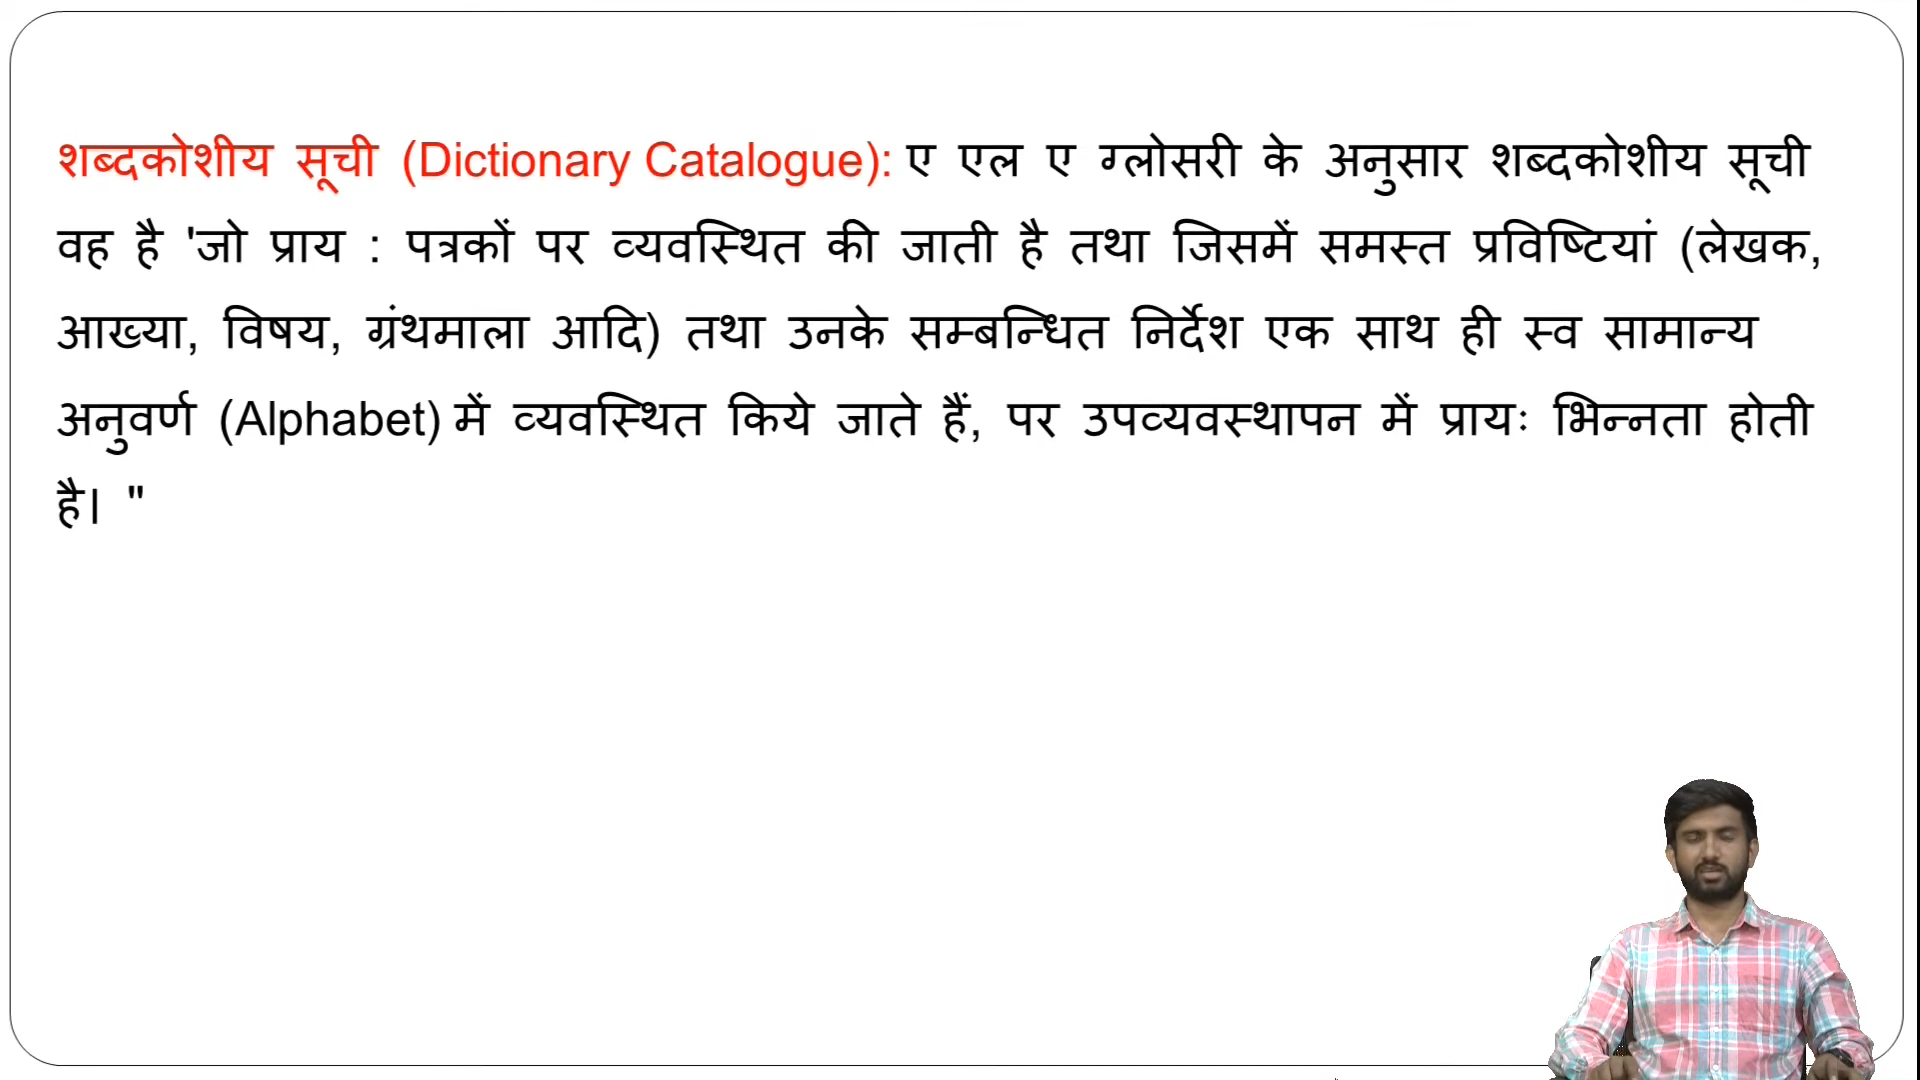 शब्दकोशीय सूची (Dictionary Catalogue): ए एल ए ग्लोसरी के अनुसार शब्दकोशीय सूची
वह है 'जो प्राय : पत्रकों पर व्यवस्थित की जाती है तथा जिसमें समस्त प्रविष्टियां (लेखक,
आख्या, विषय, ग्रंथमाला आदि) तथा उनके सम्बन्धित निर्देश एक साथ ही स्व सामान्य
अनुवर्ण (Alphabet) में व्यवस्थित किये जाते हैं, पर उपव्यवस्थापन में प्रायः भिन्नता होती
है। "